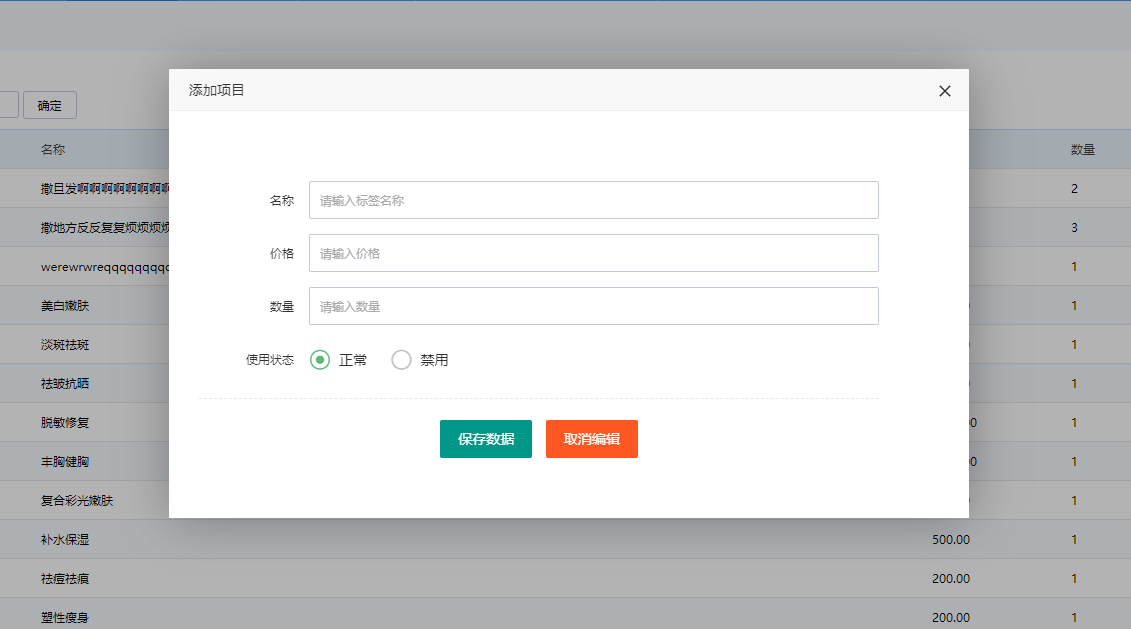 添加项目
确定
名称
数量
撒旦发啊啊啊啊啊啊啊啊
2
名称
请输入标签名称
撒地方反反复复烦烦烦烦
3
价格
请输入价格
werewrwreqqqqqqqqq
1
美白嫩肤
数量
请输入数量
1
淡斑祛斑
使用状态
正常
禁用
1
祛皱抗晒
1
脱敏修复
1
保存数据
取消编辑
丰胸健胸
1
复合彩光嫩肤
1
补水保湿
500.00
1
祛痘祛痕
200.00
1
塑性瘦身
200.00
1